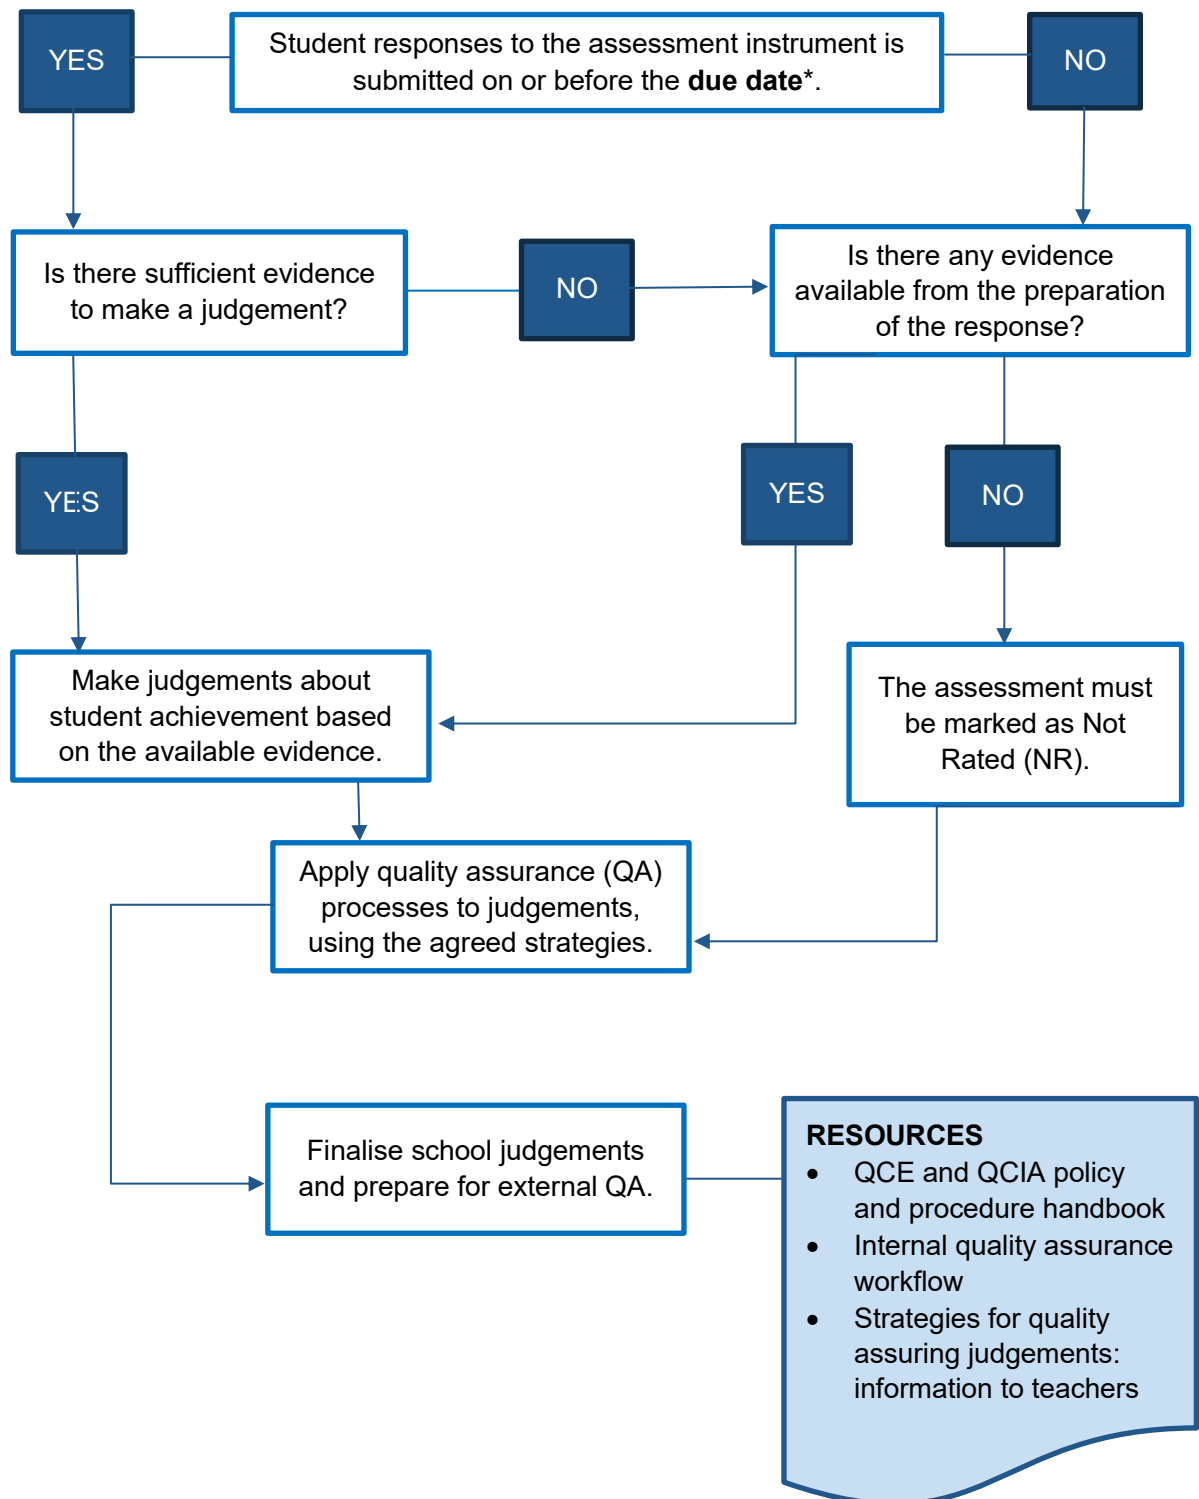 YES
Student responses to the assessment instrument is
submitted on or before the due date*.
NO
Is there sufficient evidence
to make a judgement?
NO
Is there any evidence
available from the preparation
of the response?
YES
YES
NO
Make judgements about
student achievement based
on the available evidence.
The assessment must
be marked as Not
Rated (NR).
Apply quality assurance (QA)
processes to judgements,
using the agreed strategies.
Finalise school judgements
and prepare for external QA.
RESOURCES
• QCE and QCIA policy
and procedure handbook
• Internal quality assurance
workflow
• Strategies for quality
assuring judgements:
information to teachers